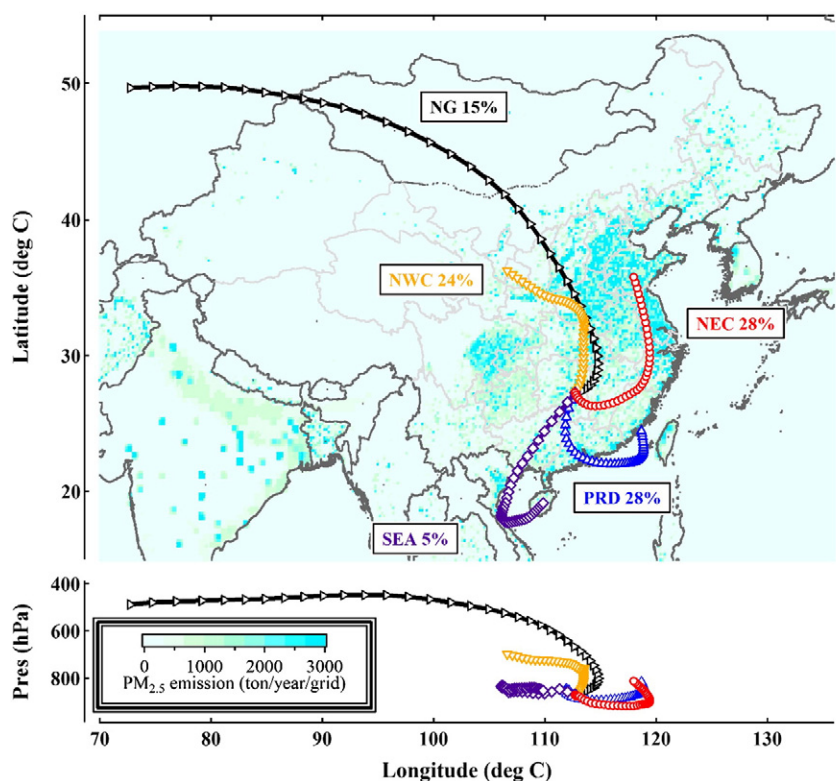 50
40
30
20
Latitude (deg C)
NG 15%
NWC 24%
NEC 28%
PRD 28%
SEA 5%
400
600
800
Pres (hPa)
0 1000 2000 3000
PM2.5 emission (ton/year/grid)
70 80 90 100 110 120 130
Longitude (deg C)